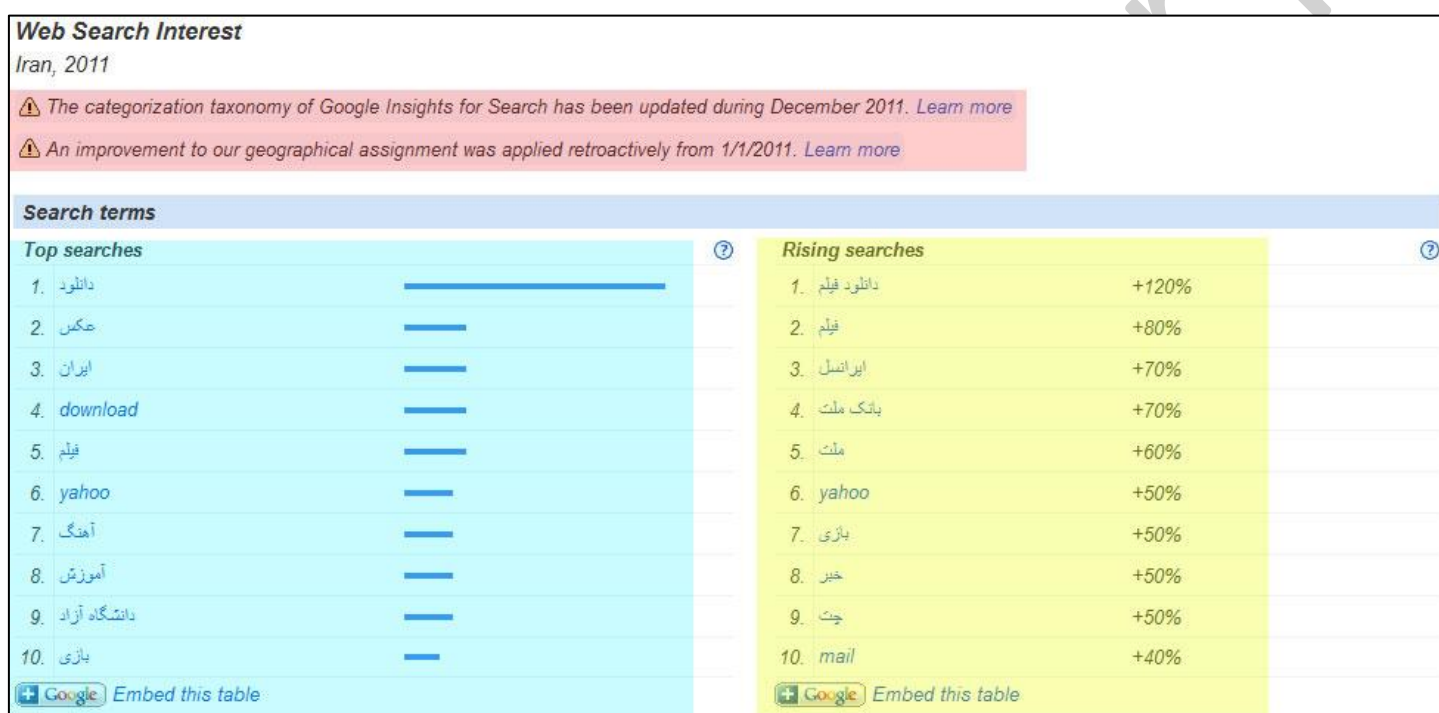 Web Search Interest
Iran, 2011
The categorization taxonomy of Google Insights for Search has been updated during December 2011. Learn more
An improvement to our geographical assignment was applied retroactively from 1/1/2011. Learn more
Search terms
Top searches
1. دانلود
2. عکس
3. ایران
4. download
5. فیلم
6. yahoo
7. آهنگ
8. آموزش
9. دانشگاه آزاد
10. بازی
Google Embed this table
Rising searches
1. دانلود فیلم +120%
2. فیلم +80%
3. ایرانسل +70%
4. بانک ملت +70%
5. ملت +60%
6. yahoo +50%
7. بازی +50%
8. خبر +50%
9. چت +50%
10. mail +40%
Google Embed this table